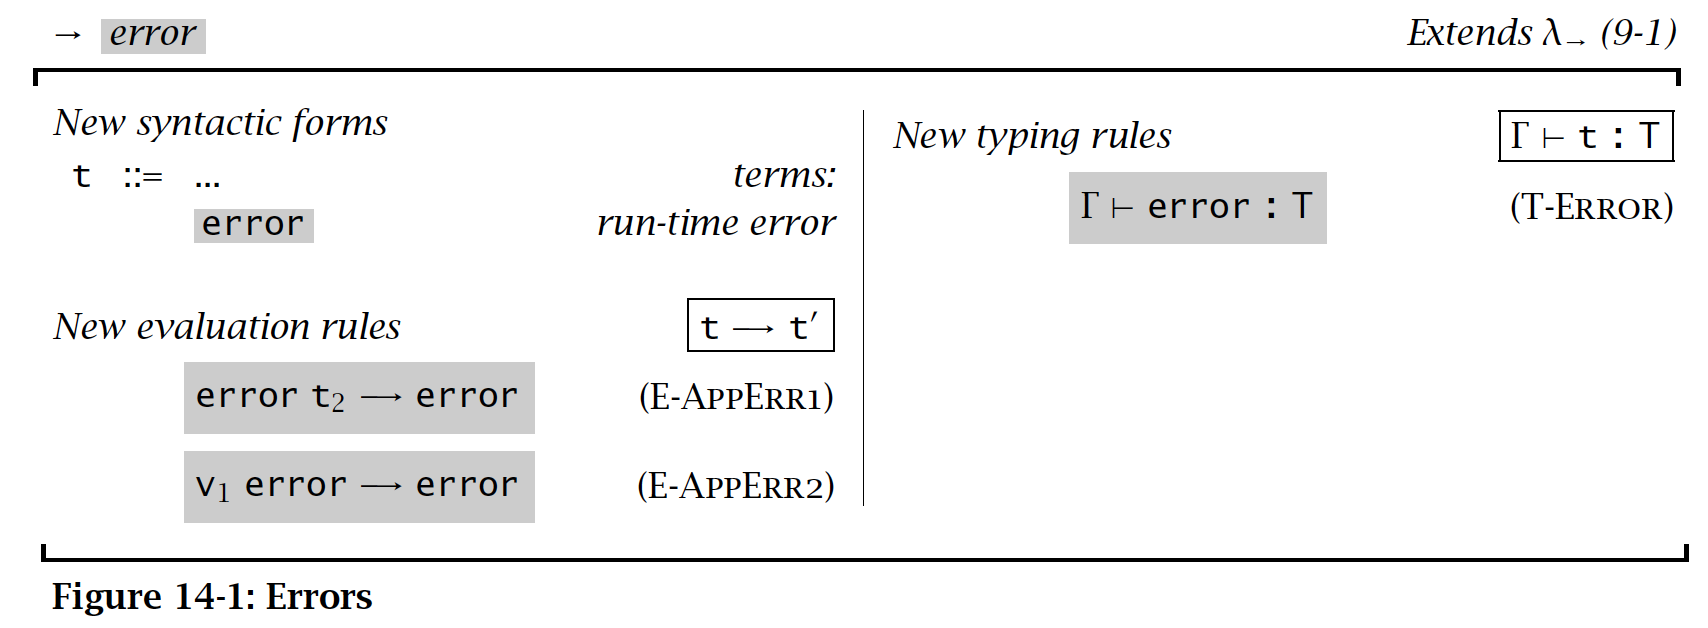 → error Extends λ→ (9-1)
New syntactic forms
t ::= ... terms:
error run-time error
New evaluation rules t ⟶ t′
error t₂ ⟶ error (E-AppErr1)
v₁ error ⟶ error (E-AppErr2)
New typing rules Γ ⊢ t : T
Γ ⊢ error : T (T-Error)
Figure 14-1: Errors